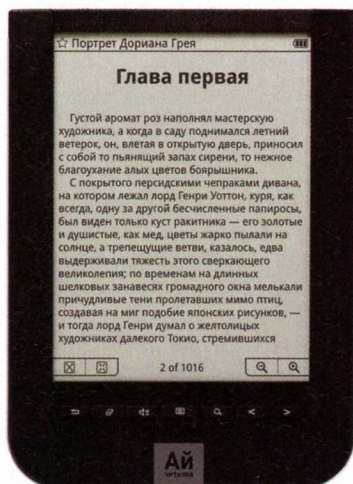 ☆ Портрет Дориана Грея
Глава первая
Густой аромат роз наполнял мастерскую
художника, а когда в саду поднимался летний
ветерок, он, влетая в открытую дверь, приносил
с собой то пьянящий запах сирени, то нежное
благоухание алых цветов боярышника.
С покрытого персидскими чепраками дивана,
на котором лежал лорд Генри Уоттон, куря, как
всегда, одну за другой бесчисленные папиросы,
был виден только куст ракитника — его золотые
и душистые, как мед, цветы жарко пылали на
солнце, а трепещущие ветви, казалось, едва
выдерживали тяжесть этого сверкающего
великолепия; по временам на длинных
шелковых занавесях громадного окна мелькали
причудливые тени пролетавших мимо птиц,
создавая на миг подобие японских рисунков, —
и тогда лорд Генри думал о желтолицых
художниках далекого Токио, стремившихся
2 of 1016
Ай
читалка